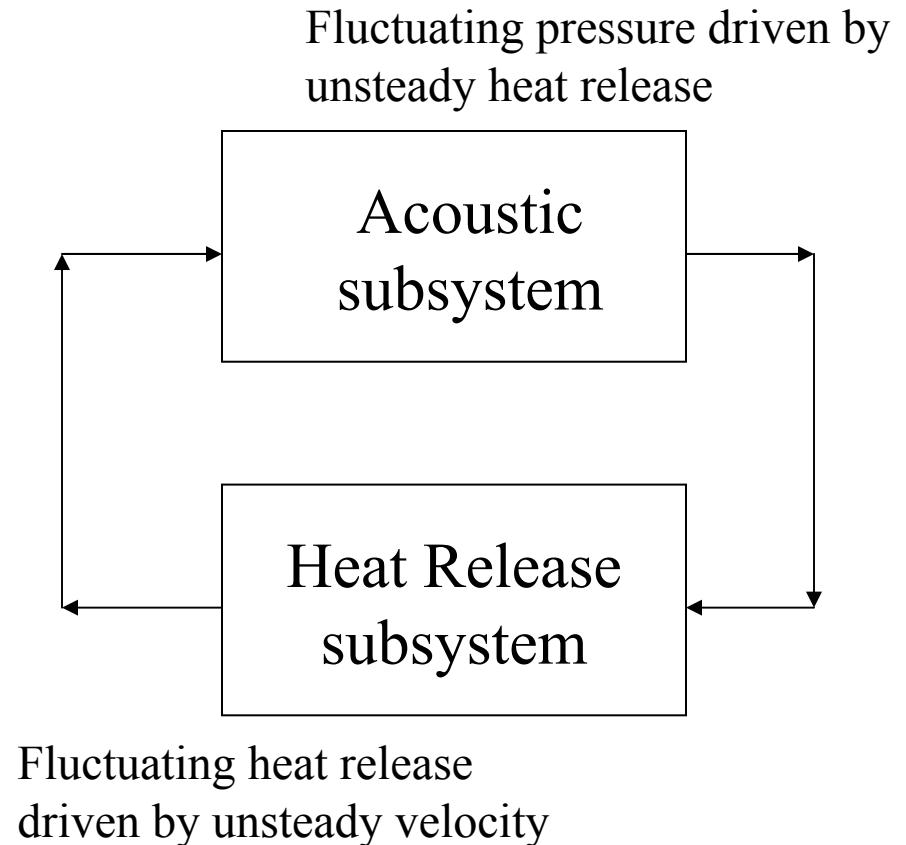 Fluctuating pressure driven by
unsteady heat release
Acoustic
subsystem
Heat Release
subsystem
Fluctuating heat release
driven by unsteady velocity